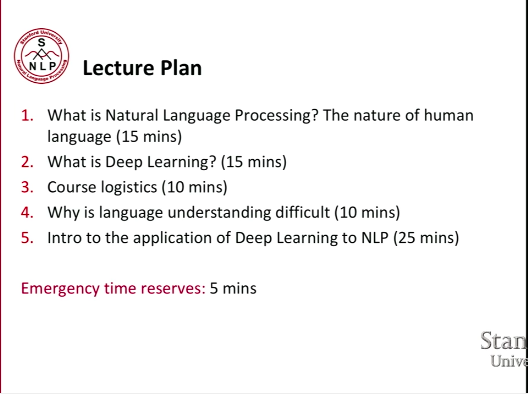 Stanford University
S
NLP
Natural Language Processing
Lecture Plan
1. What is Natural Language Processing? The nature of human
language (15 mins)
2. What is Deep Learning? (15 mins)
3. Course logistics (10 mins)
4. Why is language understanding difficult (10 mins)
5. Intro to the application of Deep Learning to NLP (25 mins)
Emergency time reserves: 5 mins
Stan
Unive